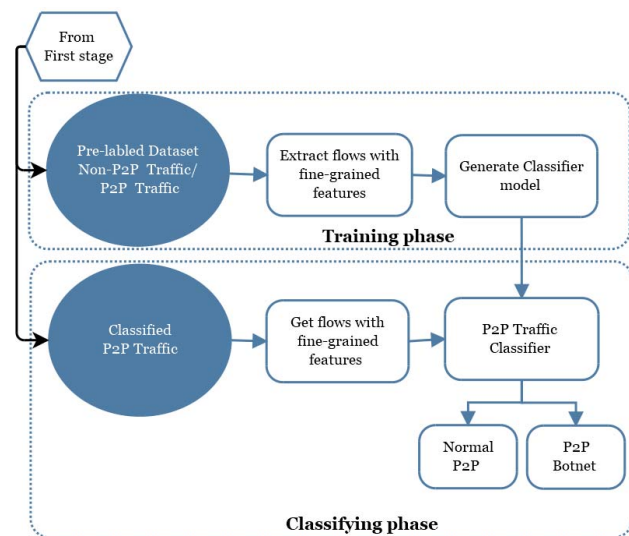 From
First stage
Pre-labled Dataset
Non-P2P Traffic/
P2P Traffic
Extract flows with
fine-grained
features
Generate Classifier
model
Training phase
Classified
P2P Traffic
Get flows with
fine-grained
features
P2P Traffic
Classifier
Normal
P2P
P2P
Botnet
Classifying phase